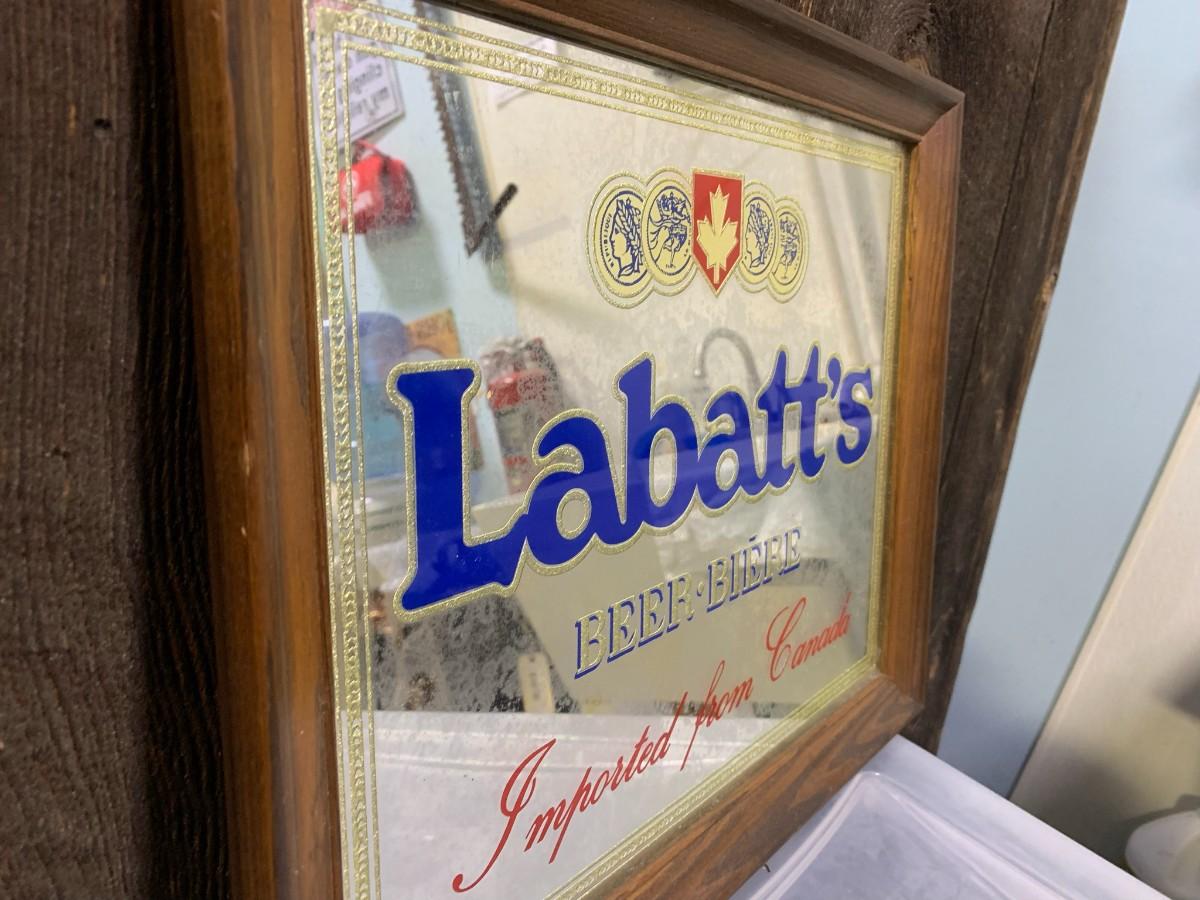 Labatt's
BEER·BIÈRE
Imported from Canada